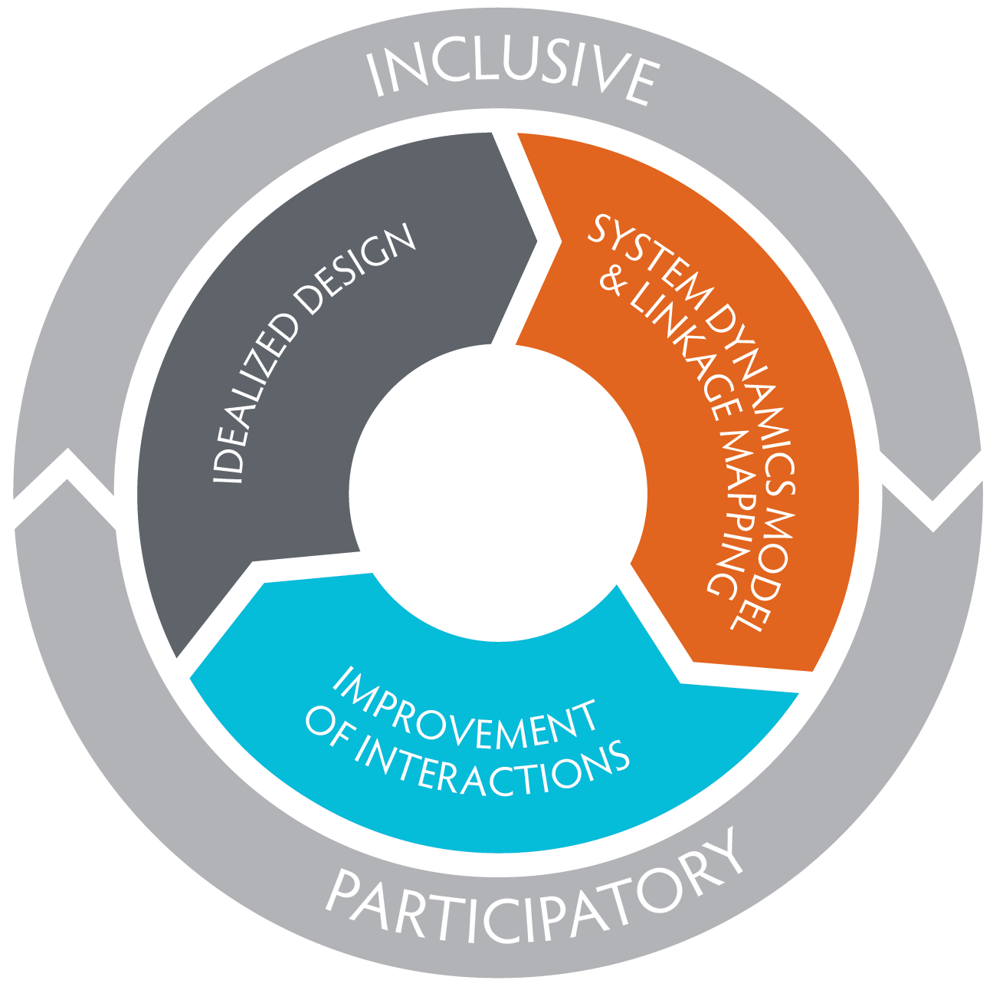 INCLUSIVE
IDEALIZED DESIGN
SYSTEM DYNAMICS MODEL
& LINKAGE MAPPING
IMPROVEMENT
OF INTERACTIONS
PARTICIPATORY